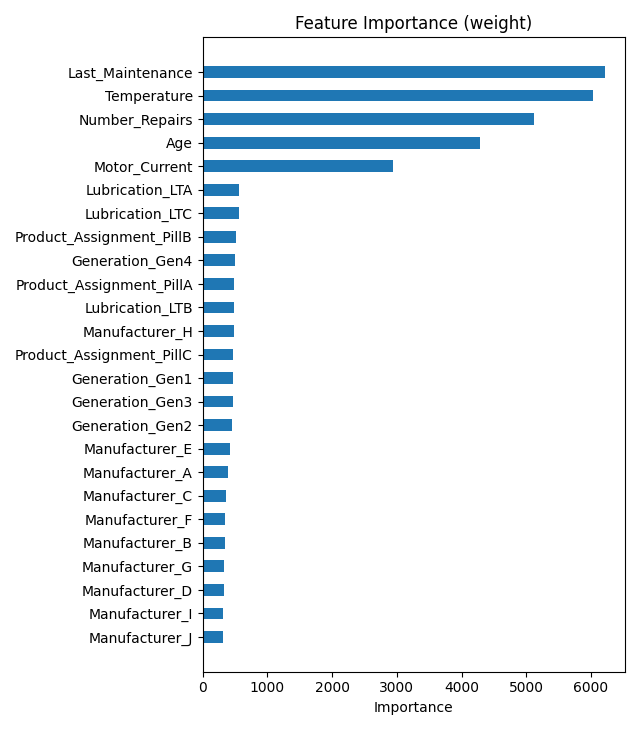 Feature Importance (weight)
Last_Maintenance
Temperature
Number_Repairs
Age
Motor_Current
Lubrication_LTA
Lubrication_LTC
Product_Assignment_PillB
Generation_Gen4
Product_Assignment_PillA
Lubrication_LTB
Manufacturer_H
Product_Assignment_PillC
Generation_Gen1
Generation_Gen3
Generation_Gen2
Manufacturer_E
Manufacturer_A
Manufacturer_C
Manufacturer_F
Manufacturer_B
Manufacturer_G
Manufacturer_D
Manufacturer_I
Manufacturer_J
0 1000 2000 3000 4000 5000 6000
Importance